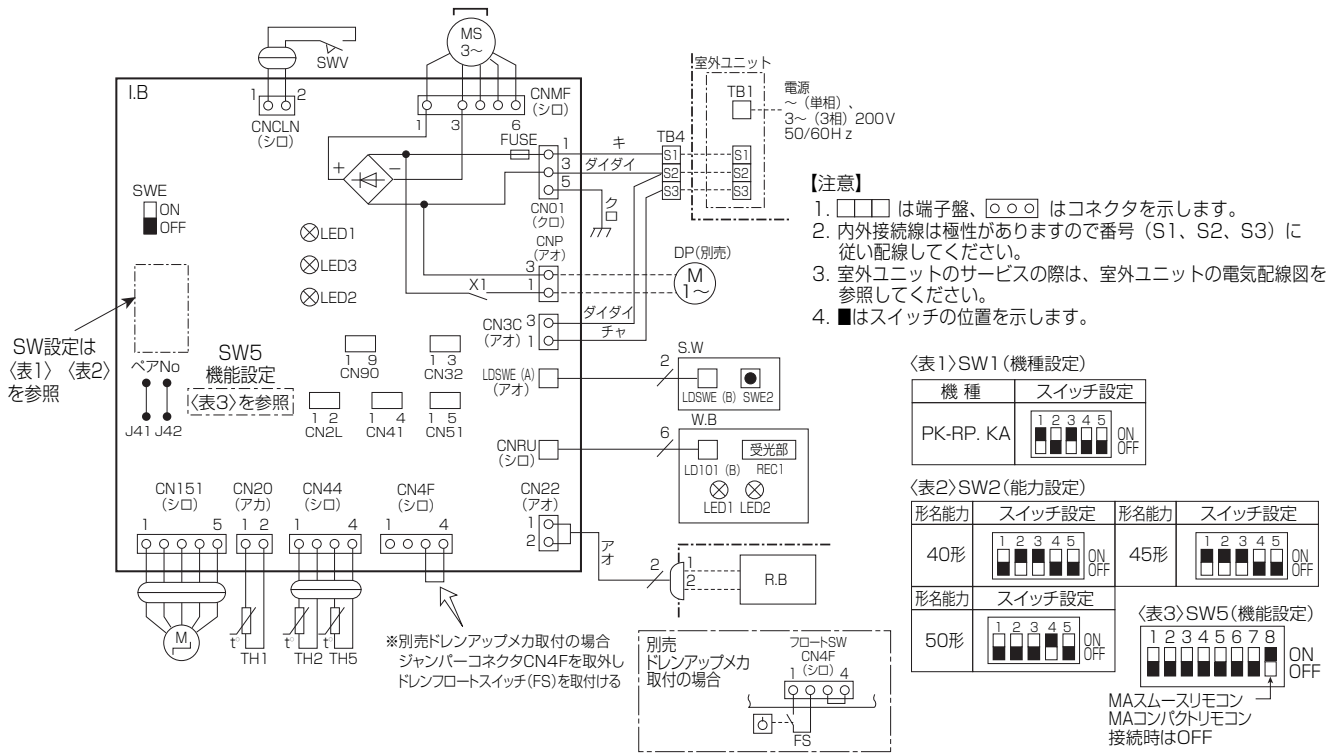 MS
3～
SWV
I.B
1 2
CNCLN
(シロ)
CNMF
(シロ)
1 3 6
FUSE
+ −
1
3
5
CN01
(クロ)
キ
ダイダイ
クロ
TB4
S1
S2
S3
室外ユニット
TB1
S1
S2
S3
電源
～（単相）、
3～（3相）200V
50/60Hz
SWE
ON
OFF
LED1
LED3
LED2
CNP
(アオ)
3
1
X1
DP(別売)
M
1～
CN3C
(アオ)
3
1
ダイダイ
チャ
SW設定は
〈表1〉〈表2〉
を参照
ペアNo
J41 J42
SW5
機能設定
〈表3〉を参照
1 9
CN90
1 3
CN32
1 2
CN2L
1 4
CN41
1 5
CN51
LDSWE (A)
(アオ)
2
S.W
LDSWE (B) SWE2
CNRU
(シロ)
6
W.B
受光部
LD101 (B) REC1
LED1 LED2
CN151
(シロ)
1 5
CN20
(アカ)
1 2
CN44
(シロ)
1 4
CN4F
(シロ)
1 4
CN22
(アオ)
1
2
アオ
2
1
2
R.B
M
t°
TH1
t° t°
TH2 TH5
※別売ドレンアップメカ取付の場合
ジャンパーコネクタCN4Fを取外し
ドレンフロートスイッチ(FS)を取付ける
別売
ドレンアップメカ
取付の場合
フロートSW
CN4F
(シロ)
1 4
FS
【注意】
1. □□□ は端子盤、○○○ はコネクタを示します。
2. 内外接続線は極性がありますので番号（S1、S2、S3）に
従い配線してください。
3. 室外ユニットのサービスの際は、室外ユニットの電気配線図を
参照してください。
4. ■はスイッチの位置を示します。
〈表1〉SW1(機種設定)
機 種 スイッチ設定
PK-RP. KA 1 2 3 4 5 ON OFF
〈表2〉SW2(能力設定)
形名能力 スイッチ設定 形名能力 スイッチ設定
40形 1 2 3 4 5 ON OFF 45形 1 2 3 4 5 ON OFF
形名能力 スイッチ設定
50形 1 2 3 4 5 ON OFF
〈表3〉SW5(機能設定)
1 2 3 4 5 6 7 8
ON
OFF
MAスムースリモコン
MAコンパクトリモコン
接続時はOFF